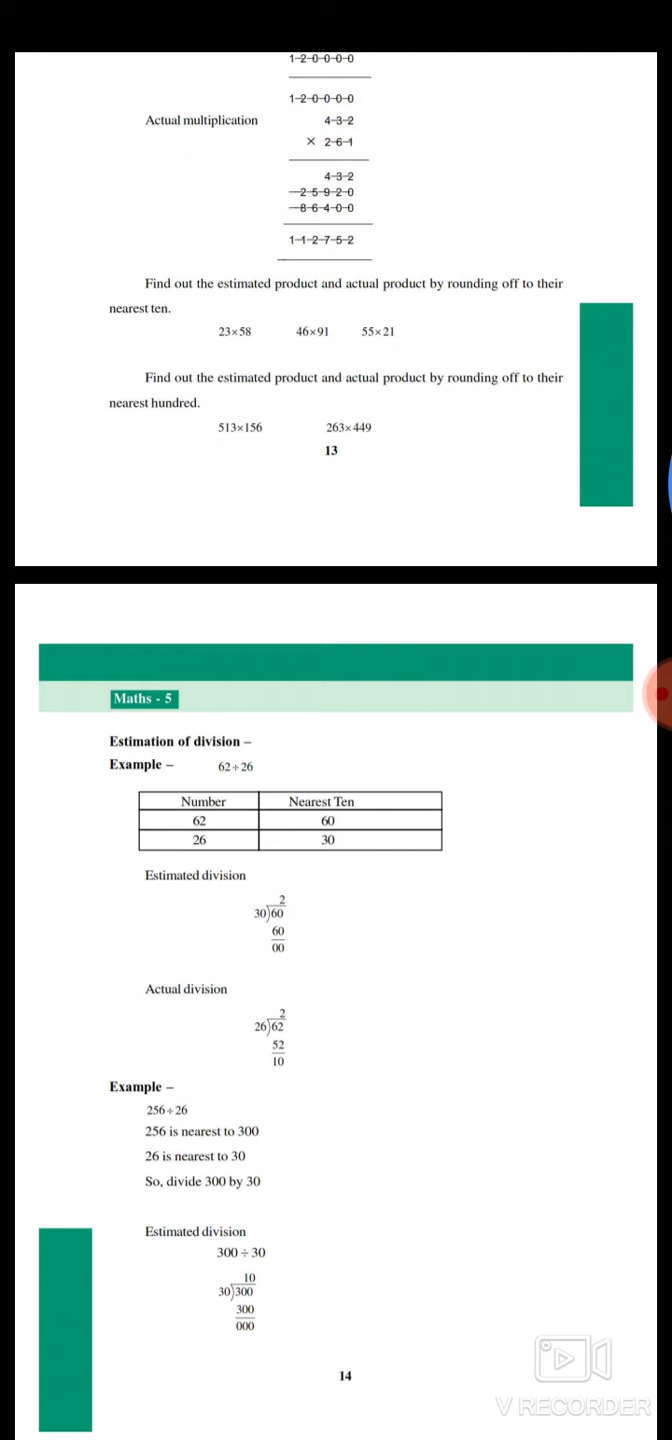 1-2-0-0-0-0
1-2-0-0-0-0
Actual multiplication 4-3-2
× 2-6-1
4-3-2
-2-5-9-2-0
-8-6-4-0-0
1-1-2-7-5-2
Find out the estimated product and actual product by rounding off to their
nearest ten.
23×58 46×91 55×21
Find out the estimated product and actual product by rounding off to their
nearest hundred.
513×156 263×449
13
Maths - 5
Estimation of division –
Example – 62÷26
Number Nearest Ten
62 60
26 30
Estimated division
2
30)60
60
00
Actual division
2
26)62
52
10
Example –
256÷26
256 is nearest to 300
26 is nearest to 30
So, divide 300 by 30
Estimated division
300 ÷ 30
10
30)300
300
000
14
V RECORDER